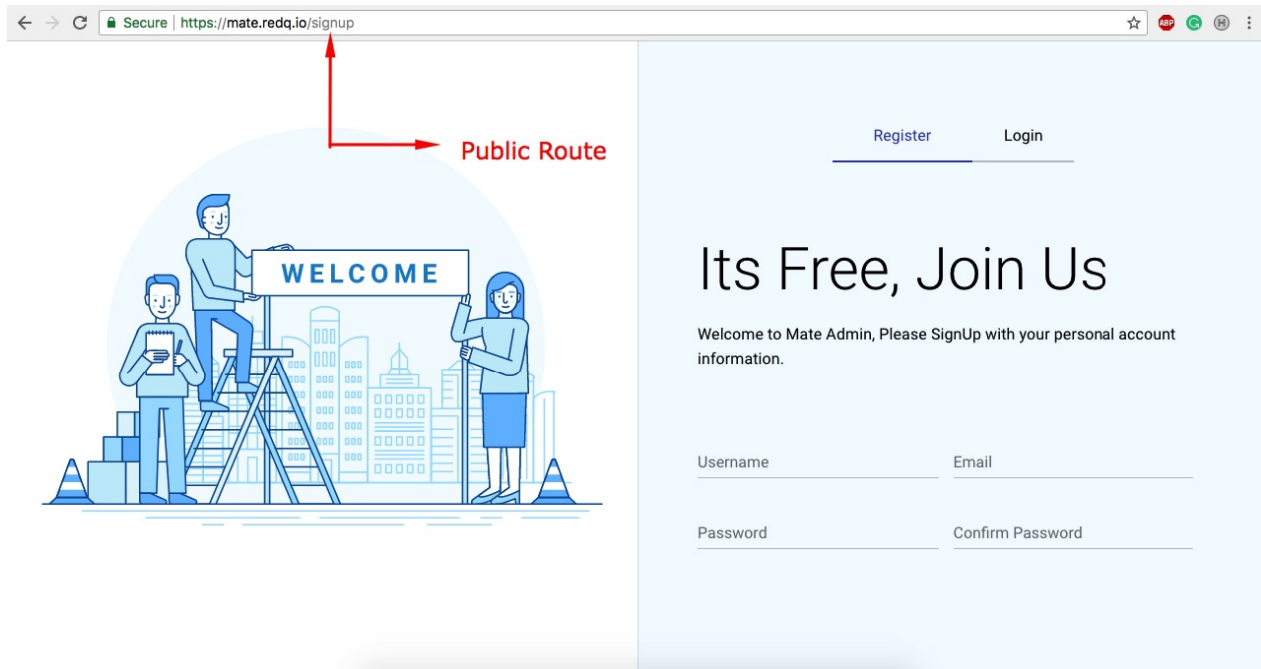 Secure | https://mate.redq.io/signup
ABP
G
H
Public Route
WELCOME
Register
Login
Its Free, Join Us
Welcome to Mate Admin, Please SignUp with your personal account
information.
Username
Email
Password
Confirm Password